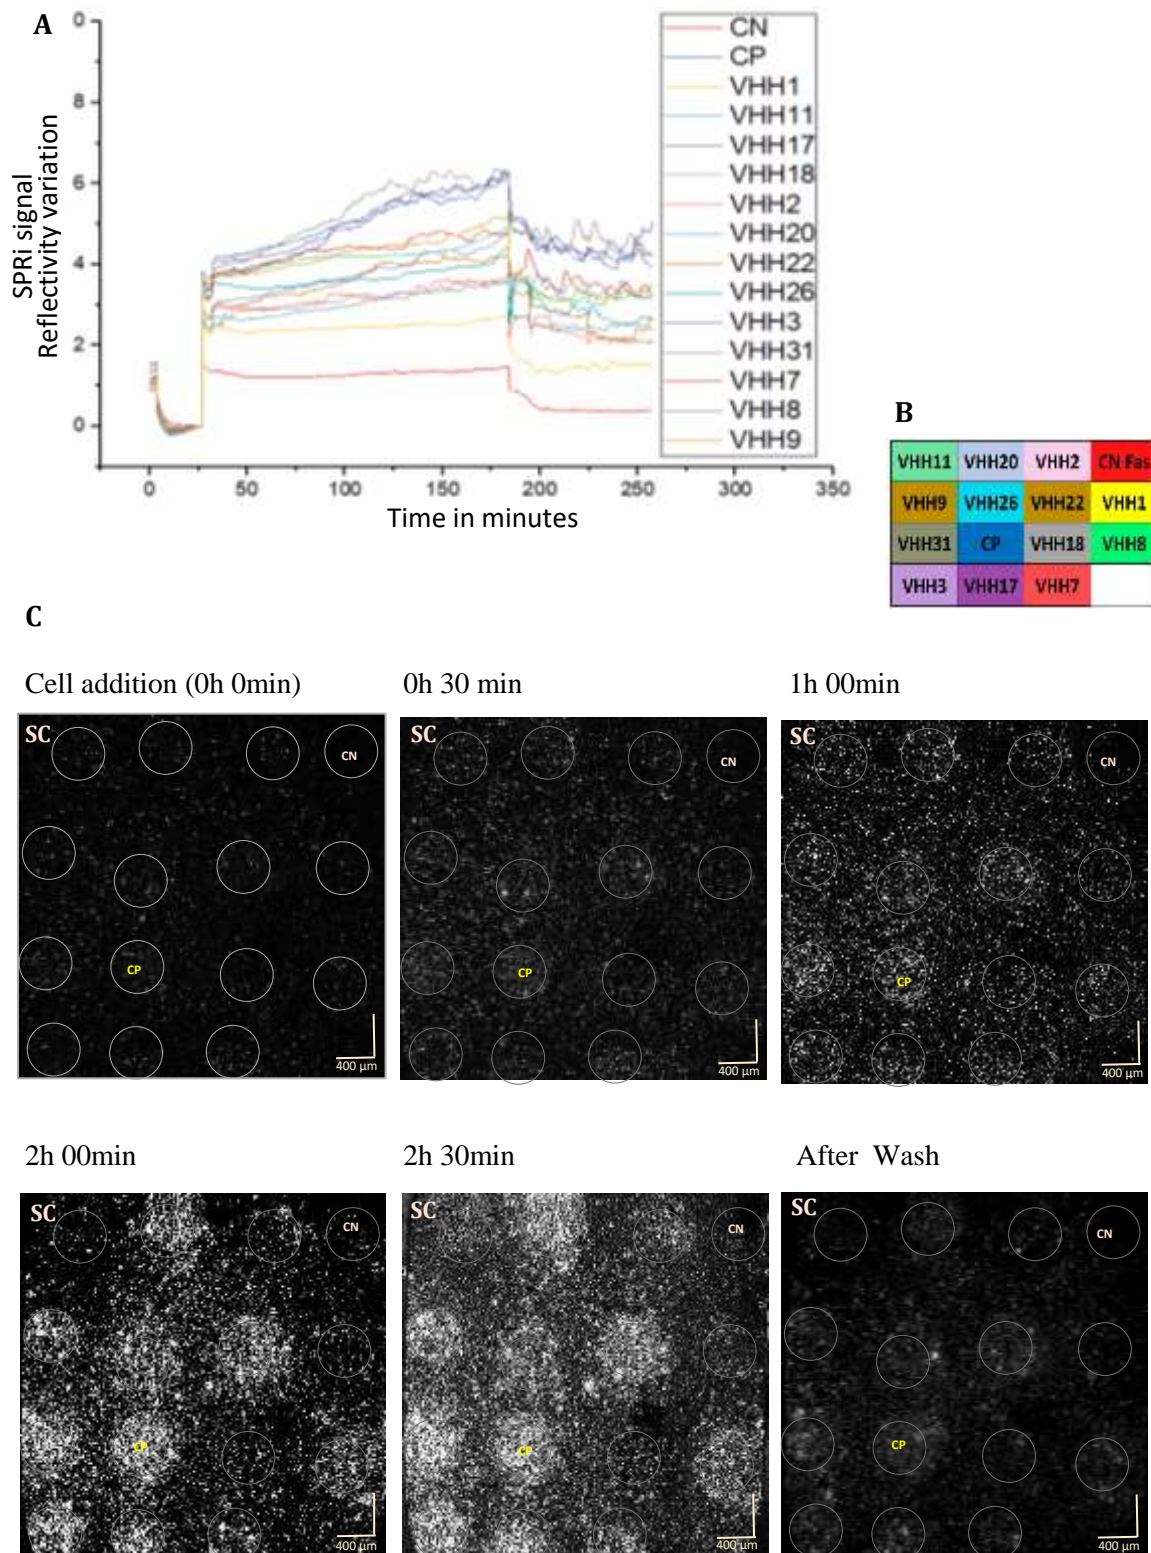 A
0
8
6
4
2
0
SPRi signal
Reflectivity variation
0 50 100 150 200 250 300 350
Time in minutes
CN
CP
VHH1
VHH11
VHH17
VHH18
VHH2
VHH20
VHH22
VHH26
VHH3
VHH31
VHH7
VHH8
VHH9
B
VHH11 VHH20 VHH2 CN Fas
VHH9 VHH26 VHH22 VHH1
VHH31 CP VHH18 VHH8
VHH3 VHH17 VHH7
C
Cell addition (0h 0min) 0h 30 min 1h 00min
SC CN CP 400 µm
SC CN CP 400 µm
SC CN CP 400 µm
2h 00min 2h 30min After Wash
SC CN CP 400 µm
SC CN CP 400 µm
SC CN CP 400 µm